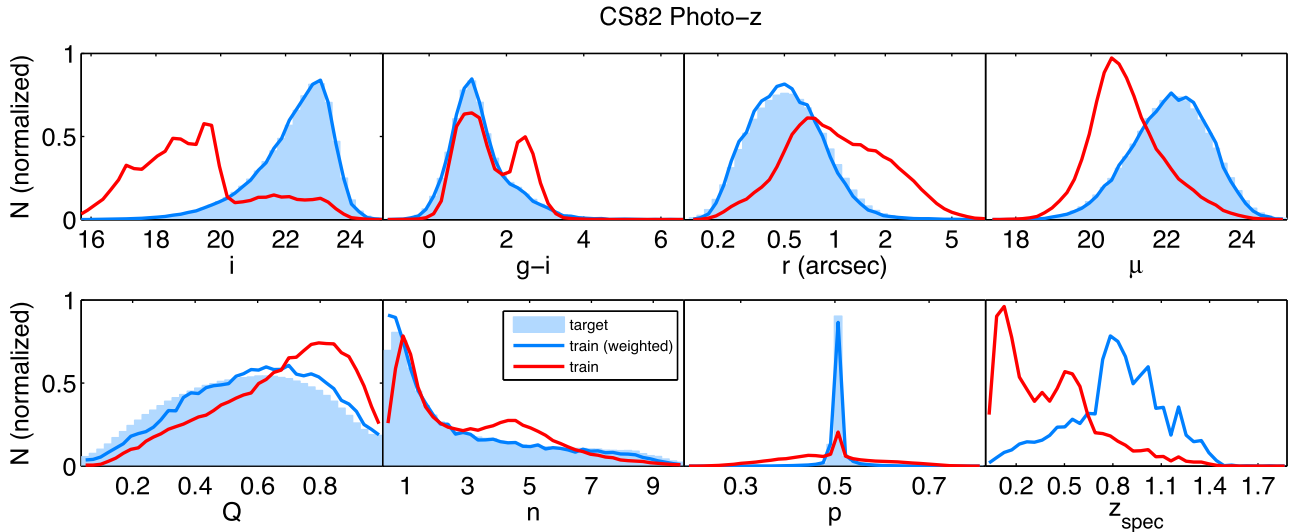 CS82 Photo−z
N (normalized)
1
0.5
0
16 18 20 22 24
0 2 4 6
0.2 0.5 1 2 5
18 20 22 24
i
g−i
r (arcsec)
μ
N (normalized)
1
0.5
0
target
train (weighted)
train
0.2 0.4 0.6 0.8
1 3 5 7 9
0.3 0.5 0.7
0.2 0.5 0.8 1.1 1.4 1.7
Q
n
p
z_spec